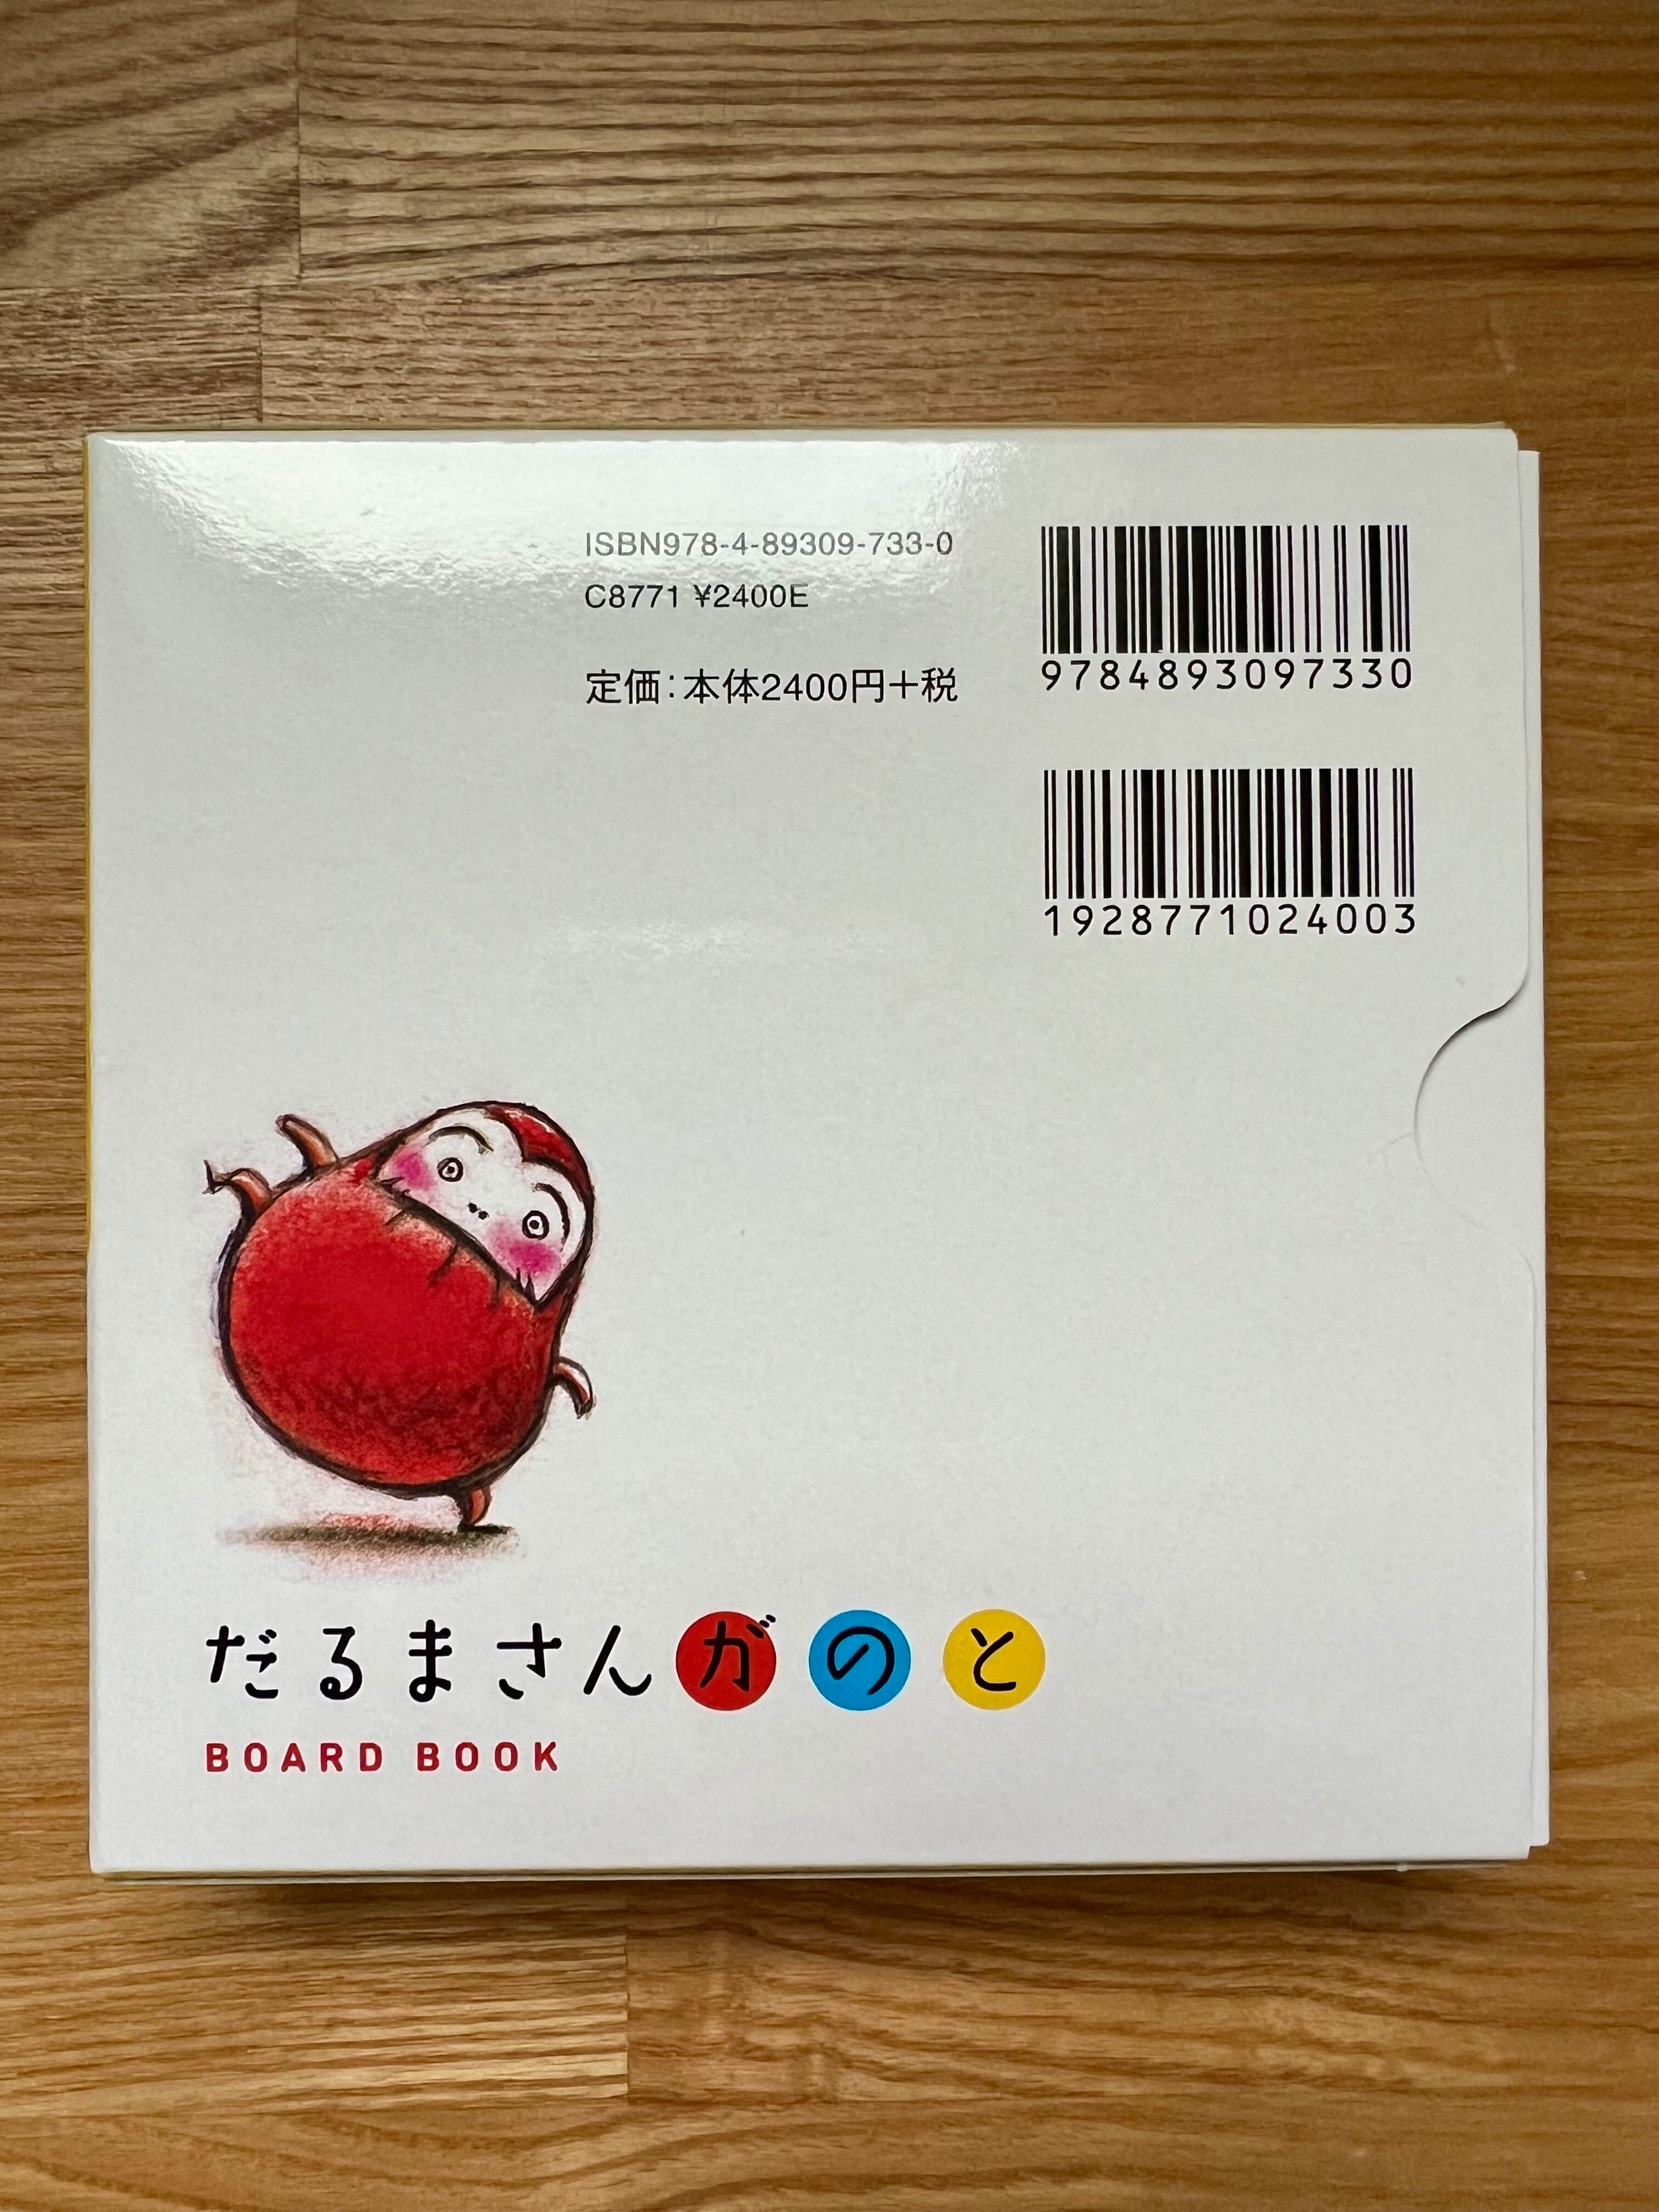 ISBN978-4-89309-733-0
C8771 ¥2400E
定価：本体2400円＋税
9784893097330
1928771024003
だるまさんがのと
BOARD BOOK